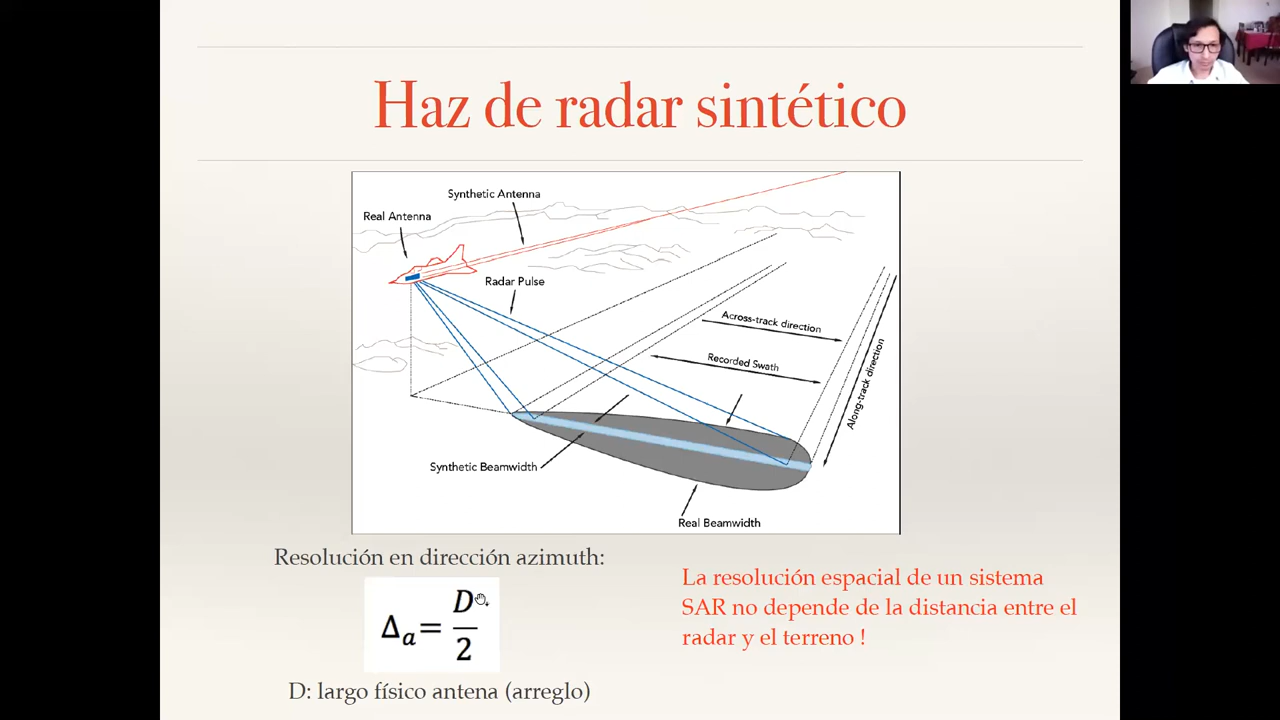 Haz de radar sintético
Synthetic Antenna
Real Antenna
Radar Pulse
Across-track direction
Recorded Swath
Along-track direction
Synthetic Beamwidth
Real Beamwidth
Resolución en dirección azimuth:
Δa = D/2
D: largo físico antena (arreglo)
La resolución espacial de un sistema
SAR no depende de la distancia entre el
radar y el terreno !